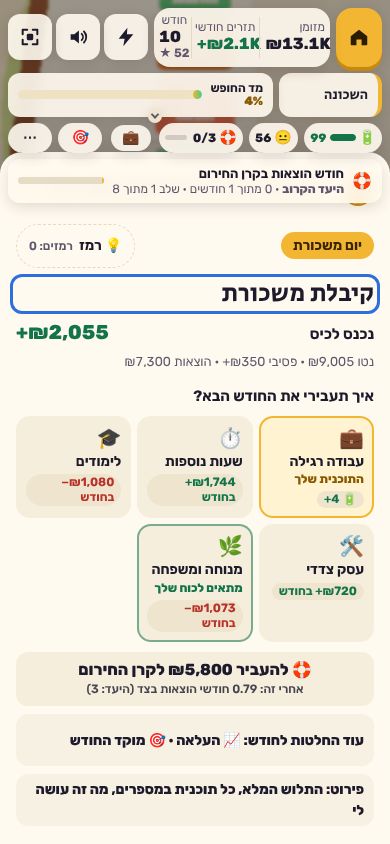 מזומן
₪13.1K
תזרים חודשי
+₪2.1K
חודש
10
★ 52
השכונה
מד החופש
4%
99
56
0/3
...
חודש הוצאות בקרן החירום
היעד הקרוב • 0 מתוך 1 חודשים • שלב 1 מתוך 8
יום משכורת
רמז רמזים: 0
קיבלת משכורת
נכנס לכיס
+₪2,055
נטו ₪9,005 • פסיבי ₪350+ • הוצאות ₪7,300
איך תעבירי את החודש הבא?
עבודה רגילה
התוכנית שלך
+4
שעות נוספות
+₪1,744
בחודש
לימודים
−₪1,080
בחודש
עסק צדדי
+₪720 בחודש
מנוחה ומשפחה
מתאים לכוח שלך
−₪1,073
בחודש
להעביר ₪5,800 לקרן החירום
אחרי זה: 0.79 חודשי הוצאות בצד (היעד: 3)
עוד החלטות לחודש: העלאה • מוקד החודש
פירוט: התלוש המלא, כל תוכנית במספרים, מה זה עושה
לי